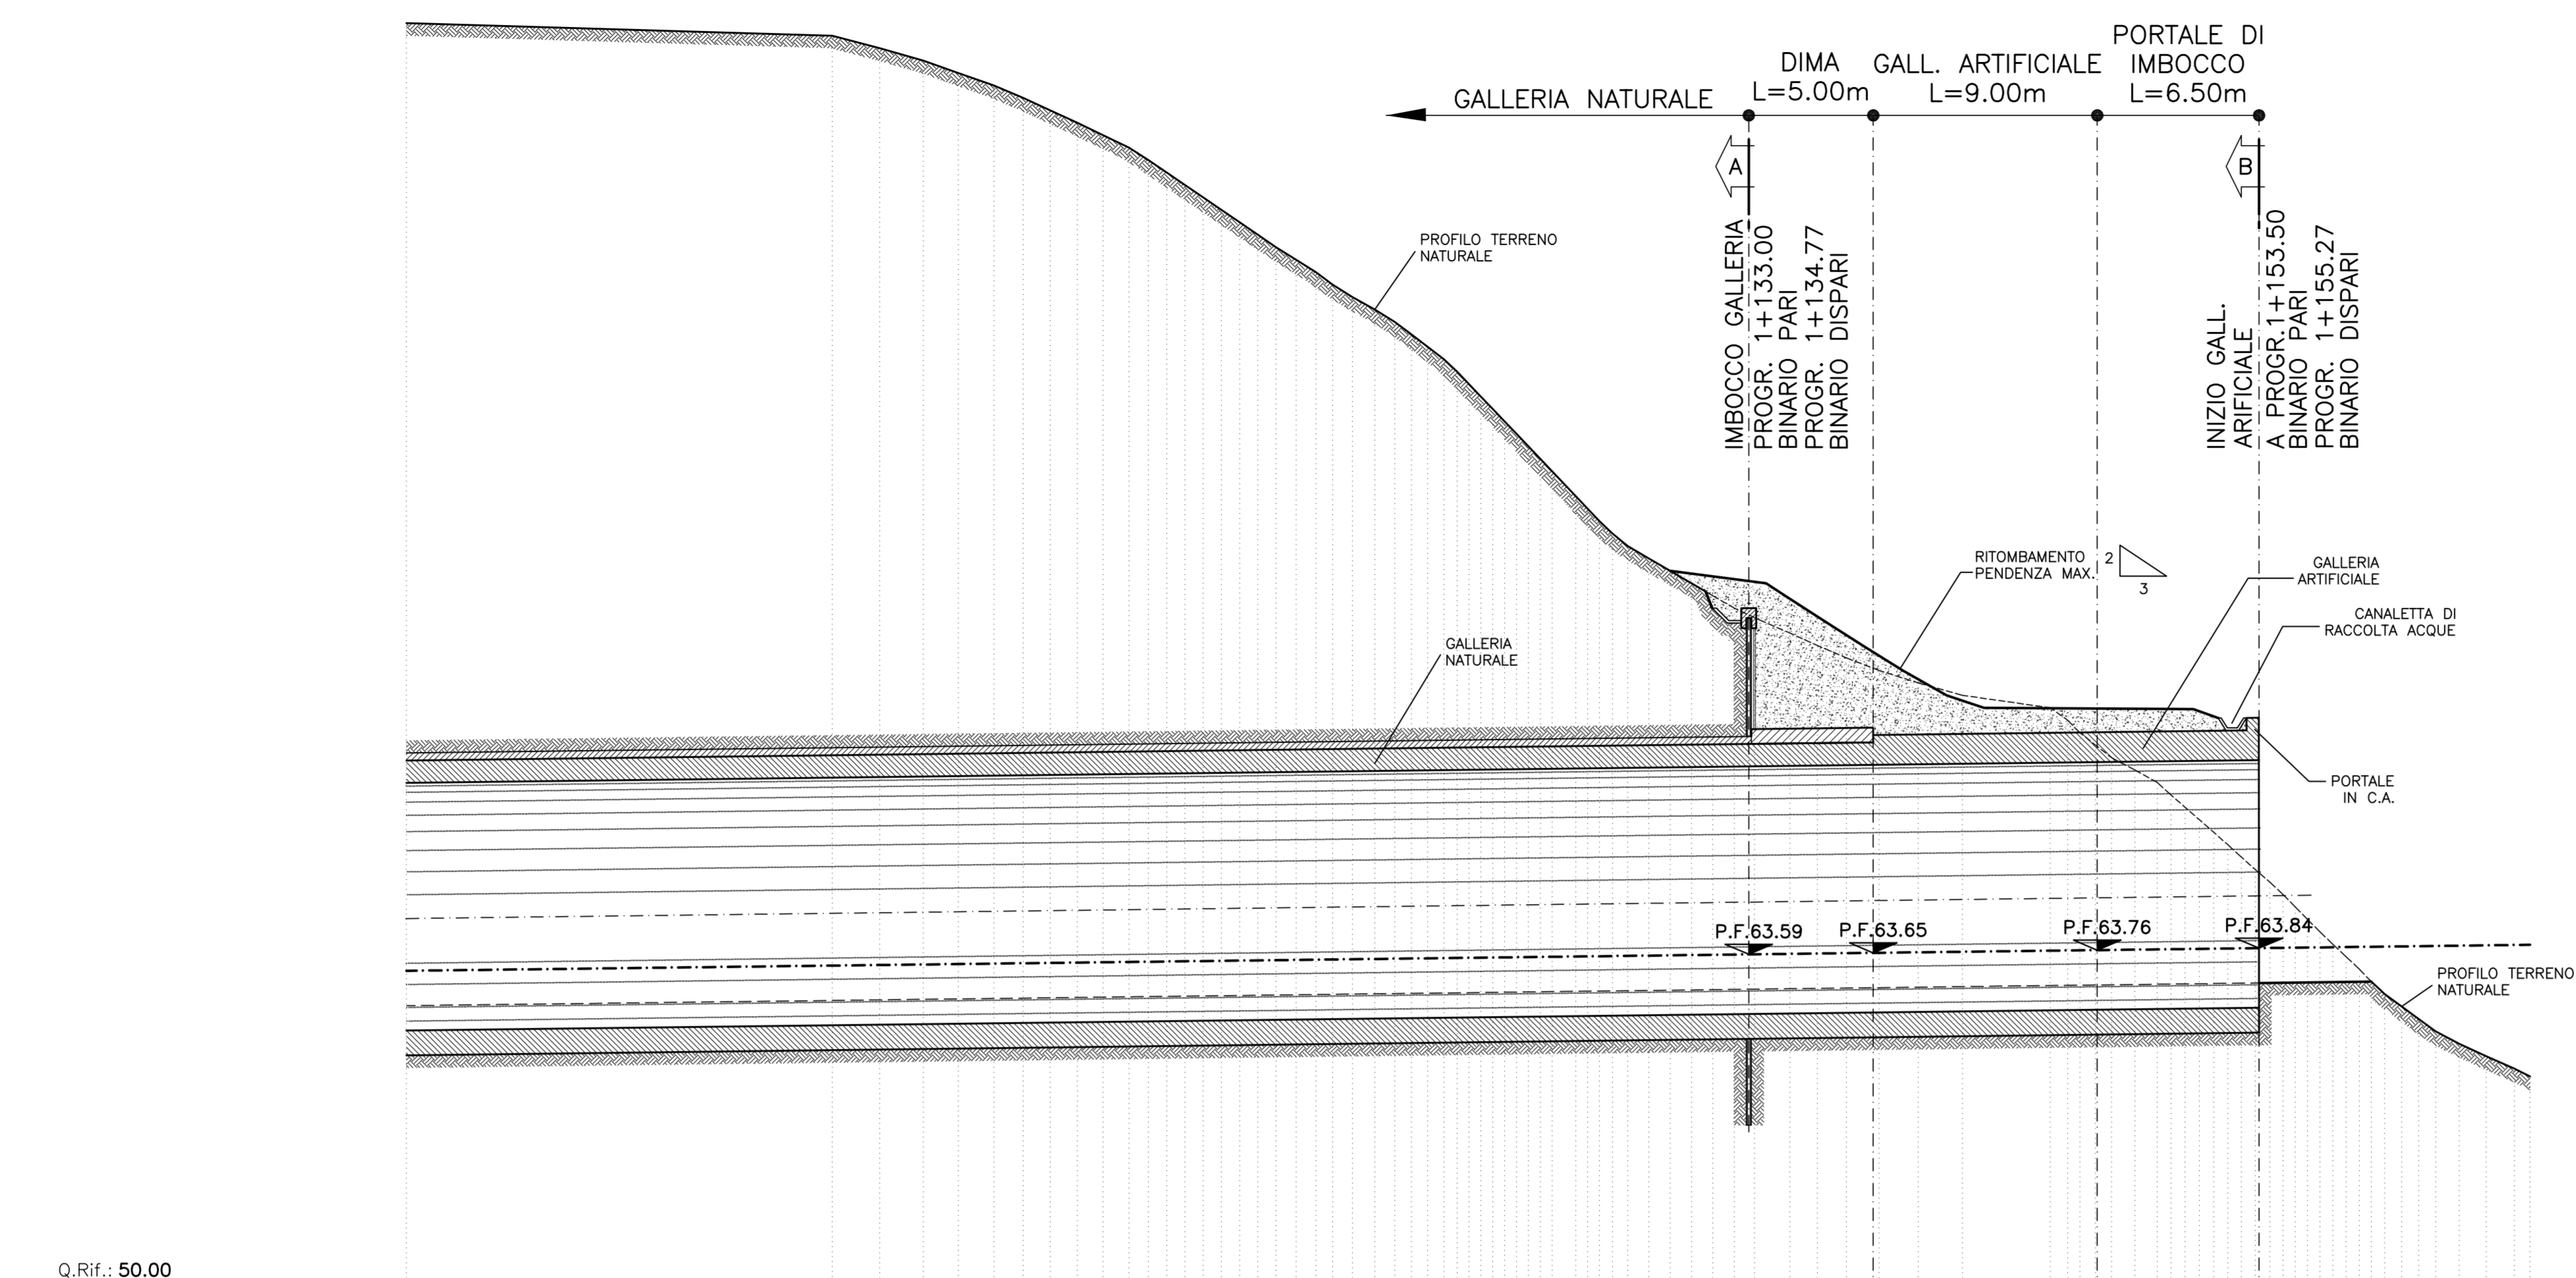 PORTALE DI
IMBOCCO
L=6.50m
DIMA
L=5.00m
GALL. ARTIFICIALE
L=9.00m
GALLERIA NATURALE
A
B
IMBOCCO GALLERIA
PROGR. 1+133.00
BINARIO PARI
PROGR. 1+134.77
BINARIO DISPARI
INIZIO GALL.
ARIFICIALE
A PROGR.1+153.50
BINARIO PARI
PROGR. 1+155.27
BINARIO DISPARI
PROFILO TERRENO
NATURALE
RITOMBAMENTO
PENDENZA MAX.
2
3
GALLERIA
ARTIFICIALE
CANALETTA DI
RACCOLTA ACQUE
GALLERIA
NATURALE
PORTALE
IN C.A.
P.F.63.59
P.F.63.65
P.F.63.76
P.F.63.84
PROFILO TERRENO
NATURALE
Q.Rif.: 50.00